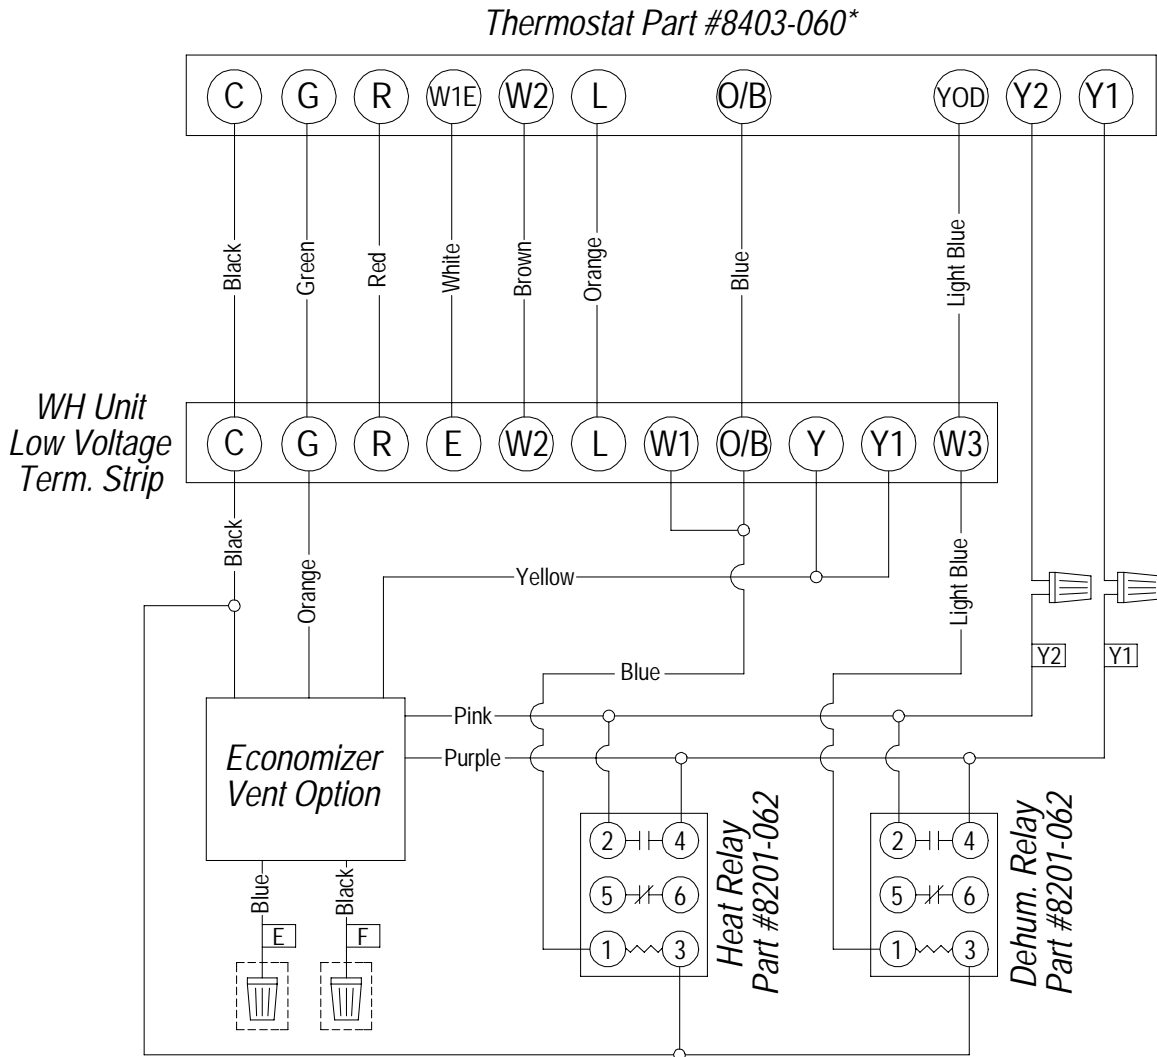 Thermostat Part #8403-060*
C G R W1E W2 L O/B YOD Y2 Y1
Black
Green
Red
White
Brown
Orange
Blue
Light Blue
WH Unit
Low Voltage
Term. Strip
C G R E W2 L W1 O/B Y Y1 W3
Black
Orange
Yellow
Light Blue
Y2
Y1
Blue
Pink
Purple
Economizer
Vent Option
Blue
Black
E
F
2 4
5 6
1 3
Heat Relay
Part #8201-062
2 4
5 6
1 3
Dehum. Relay
Part #8201-062